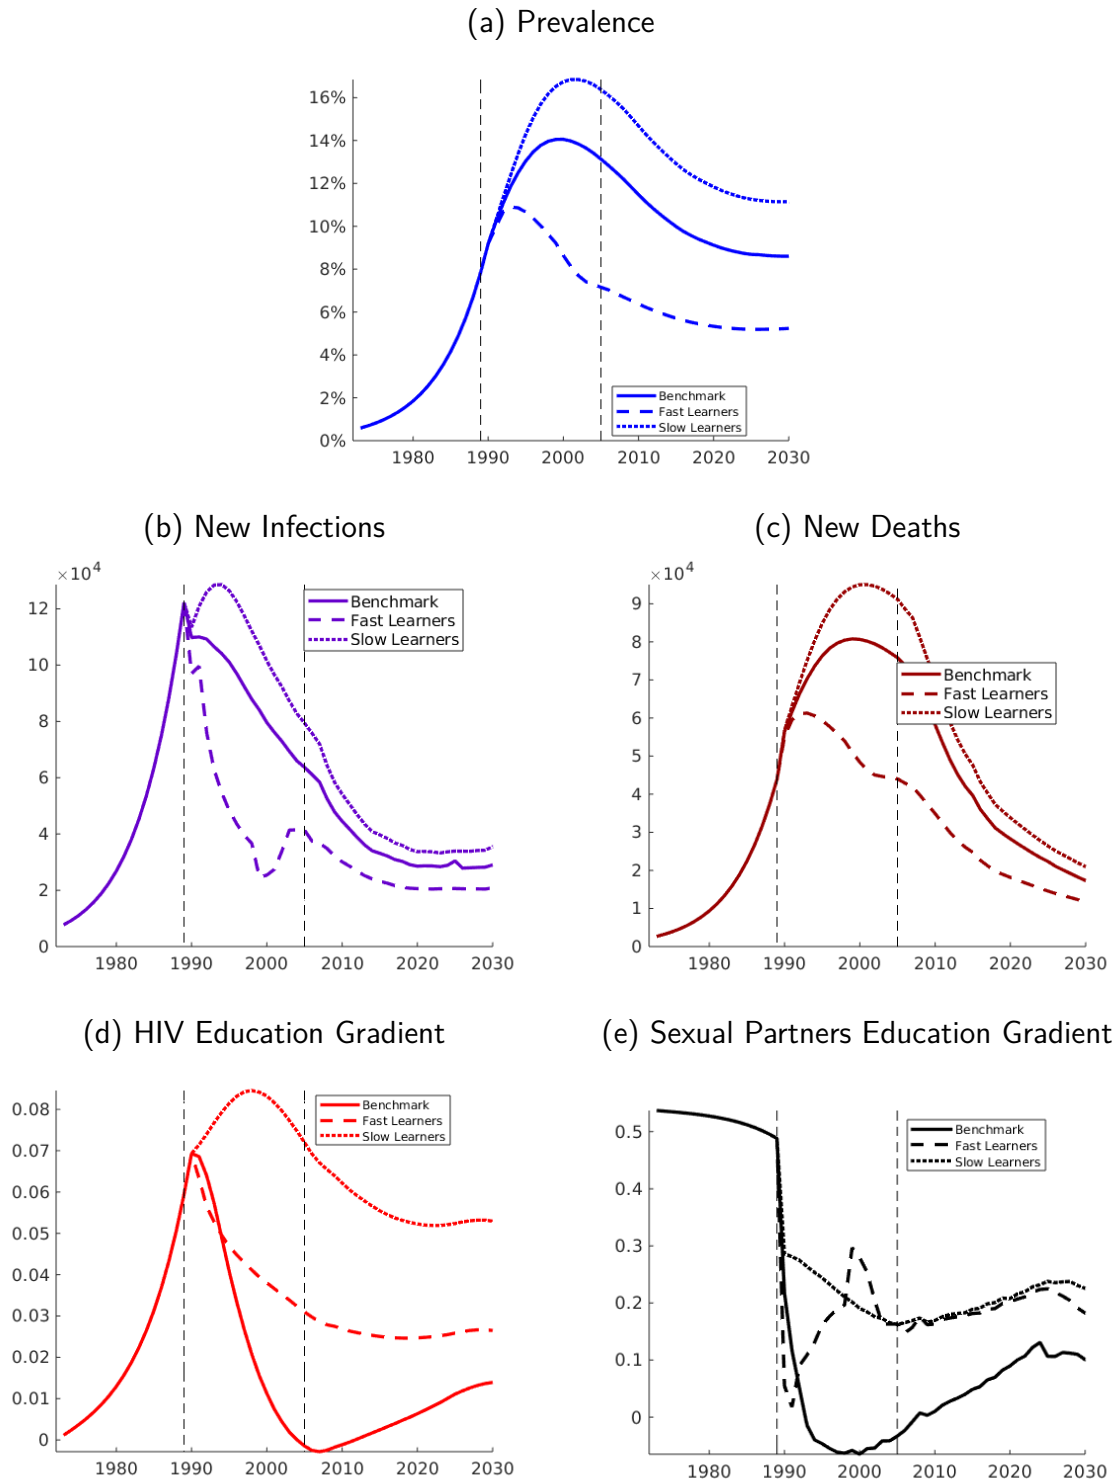 (a) Prevalence
16%
14%
12%
10%
8%
6%
4%
2%
0%
Benchmark
Fast Learners
Slow Learners
1980 1990 2000 2010 2020 2030
(b) New Infections
×10⁴
12
10
8
6
4
2
0
Benchmark
Fast Learners
Slow Learners
1980 1990 2000 2010 2020 2030
(c) New Deaths
×10⁴
9
8
7
6
5
4
3
2
1
0
Benchmark
Fast Learners
Slow Learners
1980 1990 2000 2010 2020 2030
(d) HIV Education Gradient
0.08
0.07
0.06
0.05
0.04
0.03
0.02
0.01
0
Benchmark
Fast Learners
Slow Learners
1980 1990 2000 2010 2020 2030
(e) Sexual Partners Education Gradient
0.5
0.4
0.3
0.2
0.1
0
Benchmark
Fast Learners
Slow Learners
1980 1990 2000 2010 2020 2030